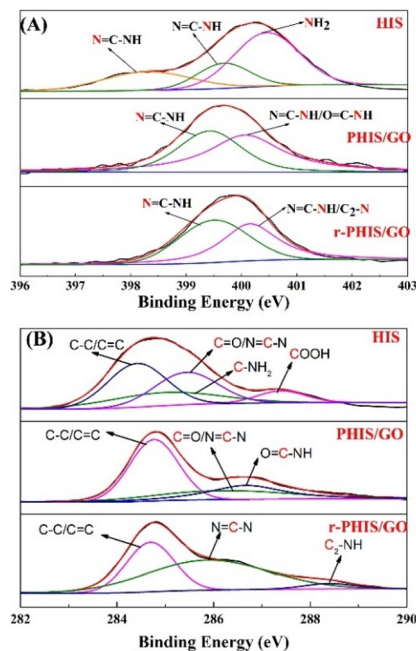 (A)
HIS
N=C-NH
N=C-NH
NH2
PHIS/GO
N=C-NH
N=C-NH/O=C-NH
r-PHIS/GO
N=C-NH
N=C-NH/C2-N
396 397 398 399 400 401 402 403
Binding Energy (eV)
(B)
HIS
C-C/C=C
C=O/N=C-N
C-NH2
COOH
PHIS/GO
C-C/C=C
C=O/N=C-N
O=C-NH
r-PHIS/GO
C-C/C=C
N=C-N
C2-NH
282 284 286 288 290
Binding Energy (eV)